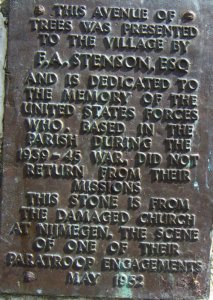 THIS AVENUE OF
TREES WAS PRESENTED
TO THE VILLAGE BY
F.A. STENSON, ESQ
AND IS DEDICATED TO
THE MEMORY OF THE
UNITED STATES FORCES
WHO, BASED IN THE
PARISH DURING THE
1939-45 WAR, DID NOT
RETURN FROM THEIR
MISSIONS
THIS STONE IS FROM
THE DAMAGED CHURCH
AT NIJMEGEN, THE SCENE
OF ONE OF THEIR
PARATROOP ENGAGEMENTS
MAY 1952